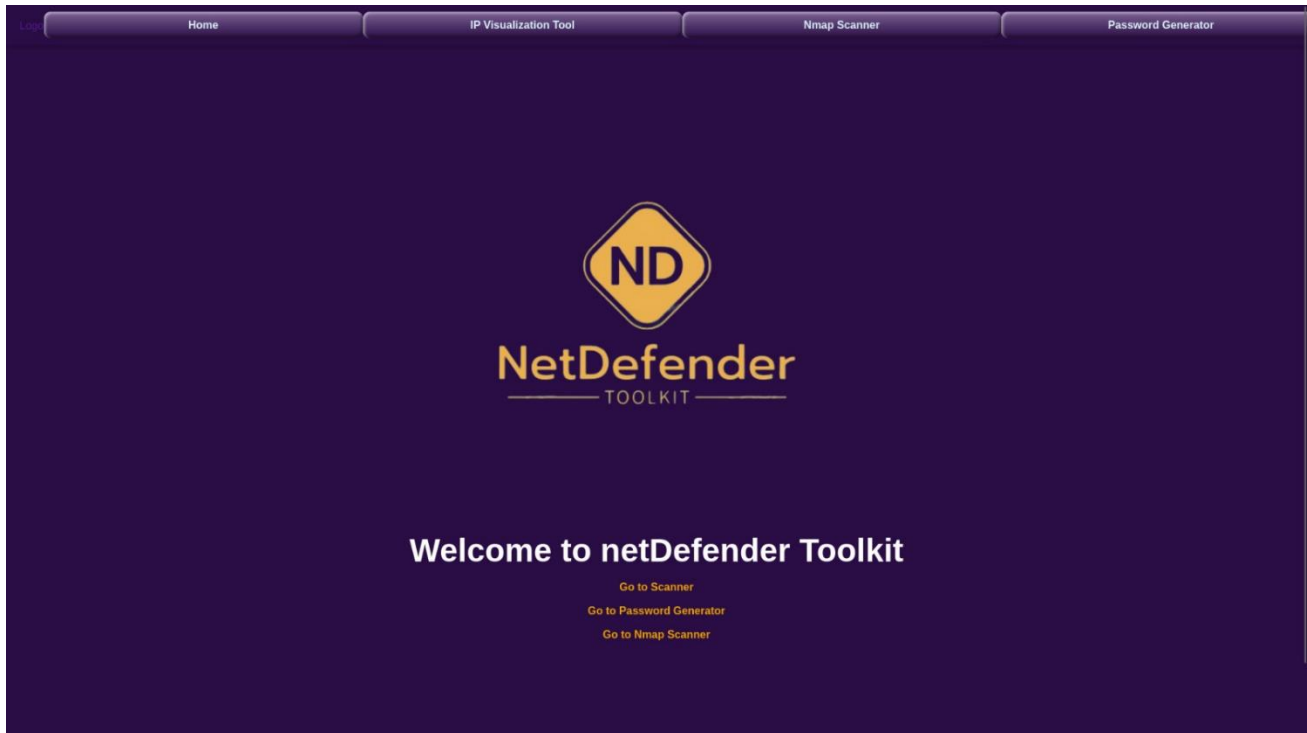 Logo Home IP Visualization Tool Nmap Scanner Password Generator
ND
NetDefender
TOOLKIT
Welcome to netDefender Toolkit
Go to Scanner
Go to Password Generator
Go to Nmap Scanner